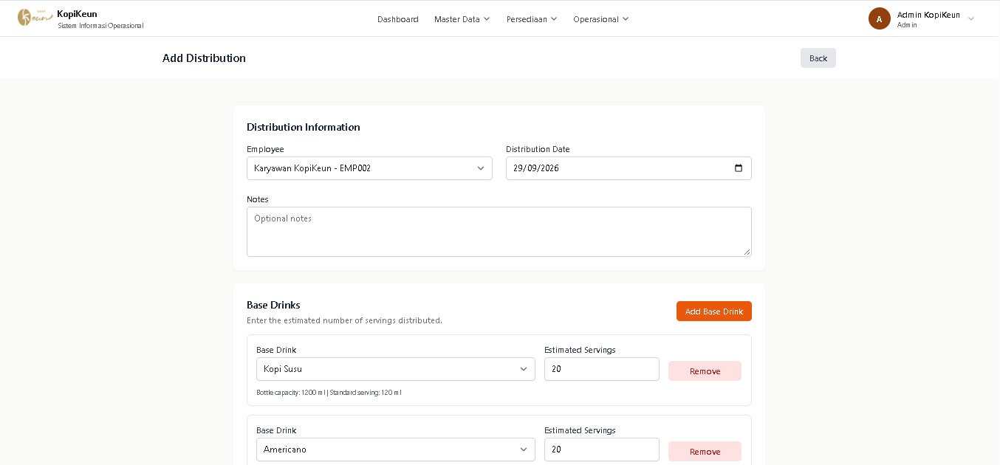 KopiKeun
Sistem Informasi Operasional
Dashboard
Master Data
Persediaan
Operasional
A
Admin KopiKeun
Admin
Add Distribution
Back
Distribution Information
Employee
Distribution Date
Karyawan KopiKeun - EMP002
29/09/2026
Notes
Optional notes
Base Drinks
Enter the estimated number of servings distributed.
Add Base Drink
Base Drink
Estimated Servings
Kopi Susu
20
Remove
Bottle capacity: 1200 ml | Standard serving: 120 ml
Base Drink
Estimated Servings
Americano
20
Remove